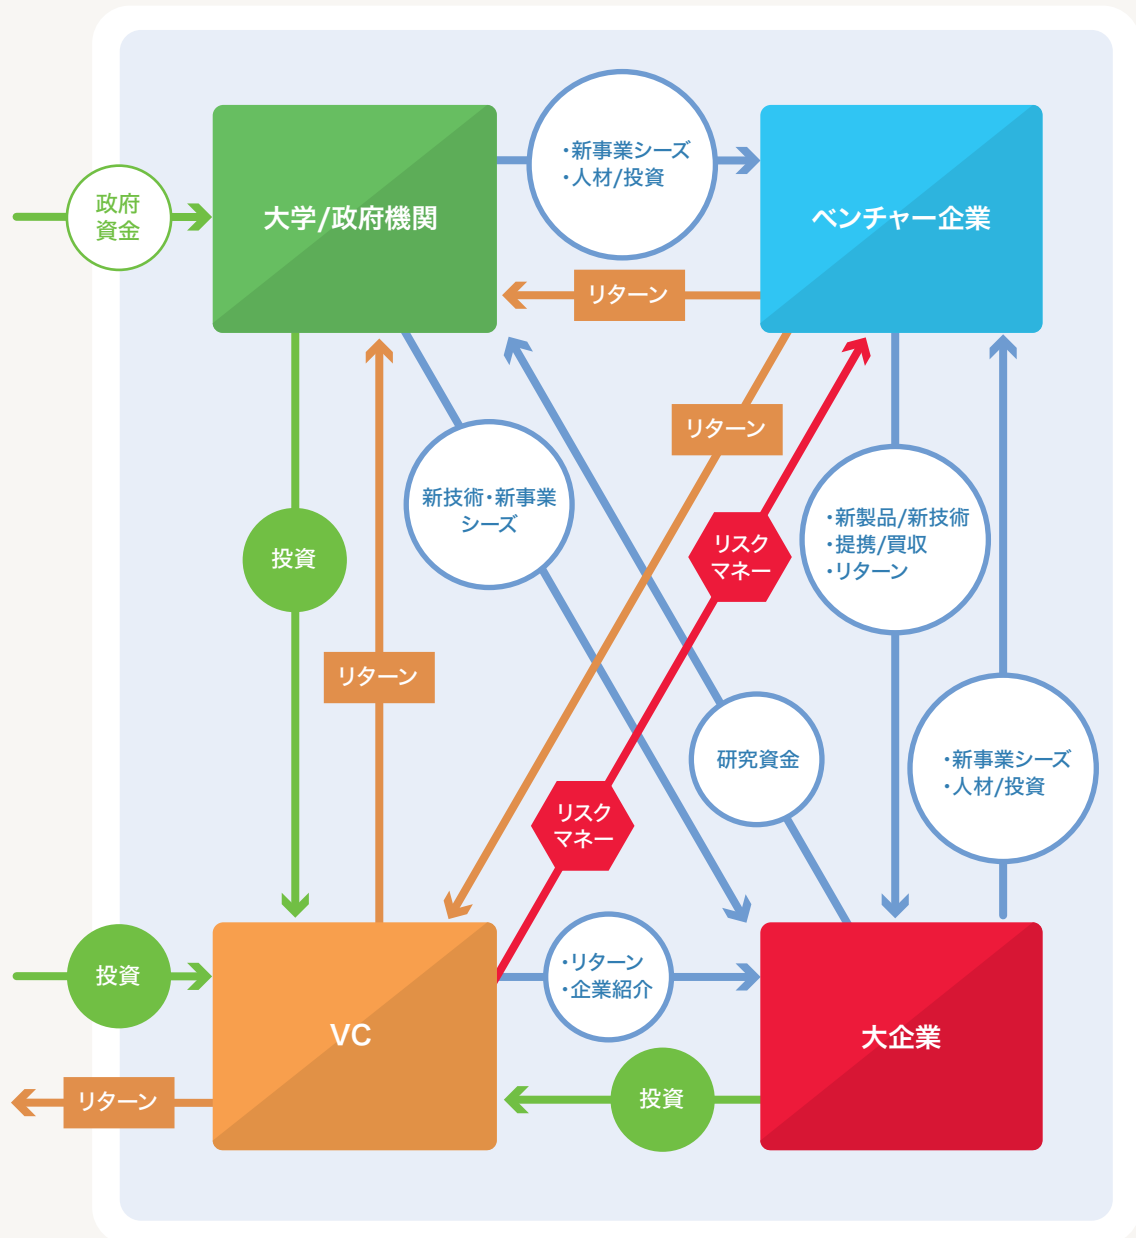 ・新事業シーズ
・人材/投資
政府
資金
大学/政府機関
ベンチャー企業
リターン
リターン
新技術・新事業
シーズ
・新製品/新技術
・提携/買収
・リターン
リスク
マネー
投資
リターン
研究資金
・新事業シーズ
・人材/投資
リスク
マネー
投資
・リターン
・企業紹介
VC
大企業
リターン
投資